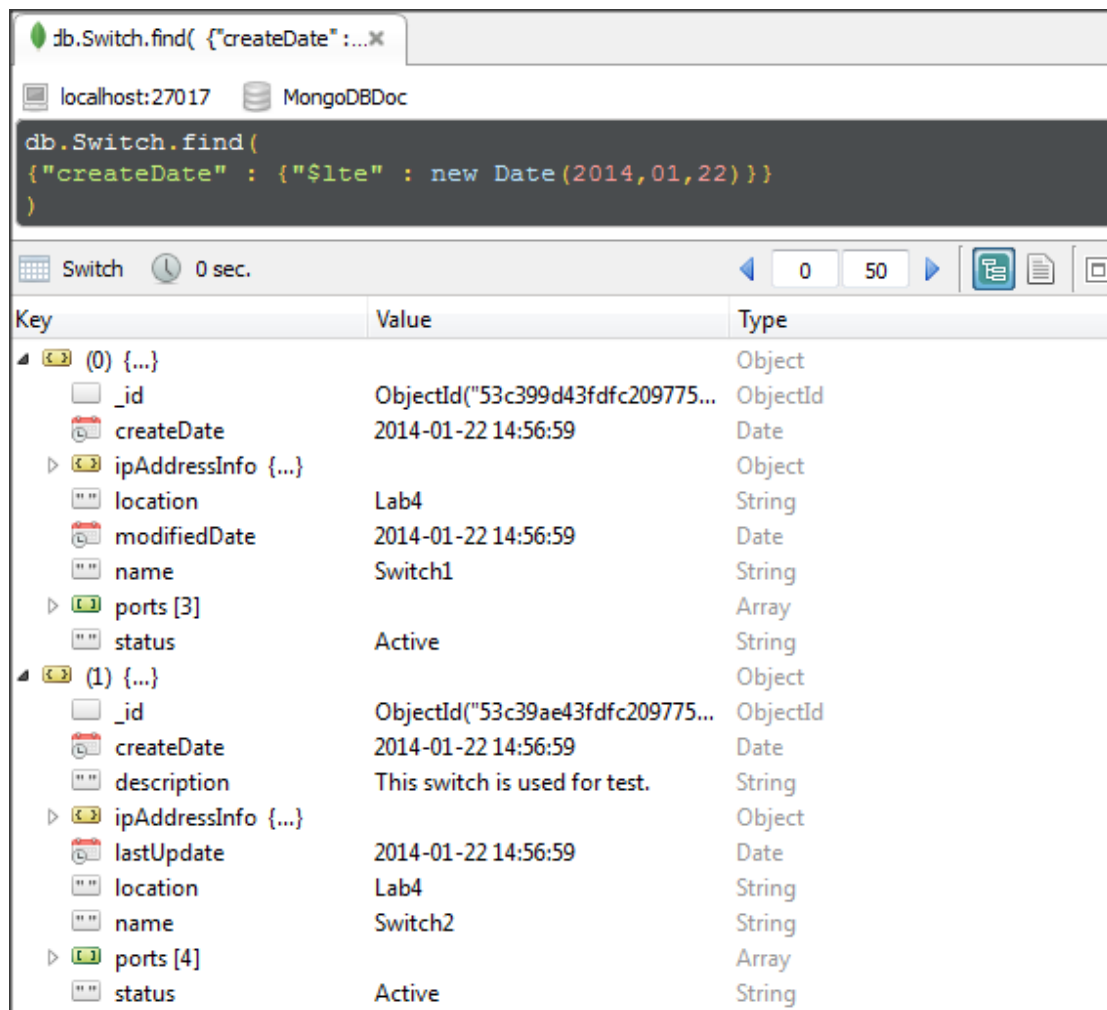 db.Switch.find( {"createDate" :...
localhost:27017 MongoDBDoc
db.Switch.find(
{"createDate" : {"$lte" : new Date(2014,01,22)}}
)
Switch 0 sec. 0 50
Key Value Type
(0) {...} Object
_id ObjectId("53c399d43fdfc209775... ObjectId
createDate 2014-01-22 14:56:59 Date
ipAddressInfo {...} Object
location Lab4 String
modifiedDate 2014-01-22 14:56:59 Date
name Switch1 String
ports [3] Array
status Active String
(1) {...} Object
_id ObjectId("53c39ae43fdfc209775... ObjectId
createDate 2014-01-22 14:56:59 Date
description This switch is used for test. String
ipAddressInfo {...} Object
lastUpdate 2014-01-22 14:56:59 Date
location Lab4 String
name Switch2 String
ports [4] Array
status Active String